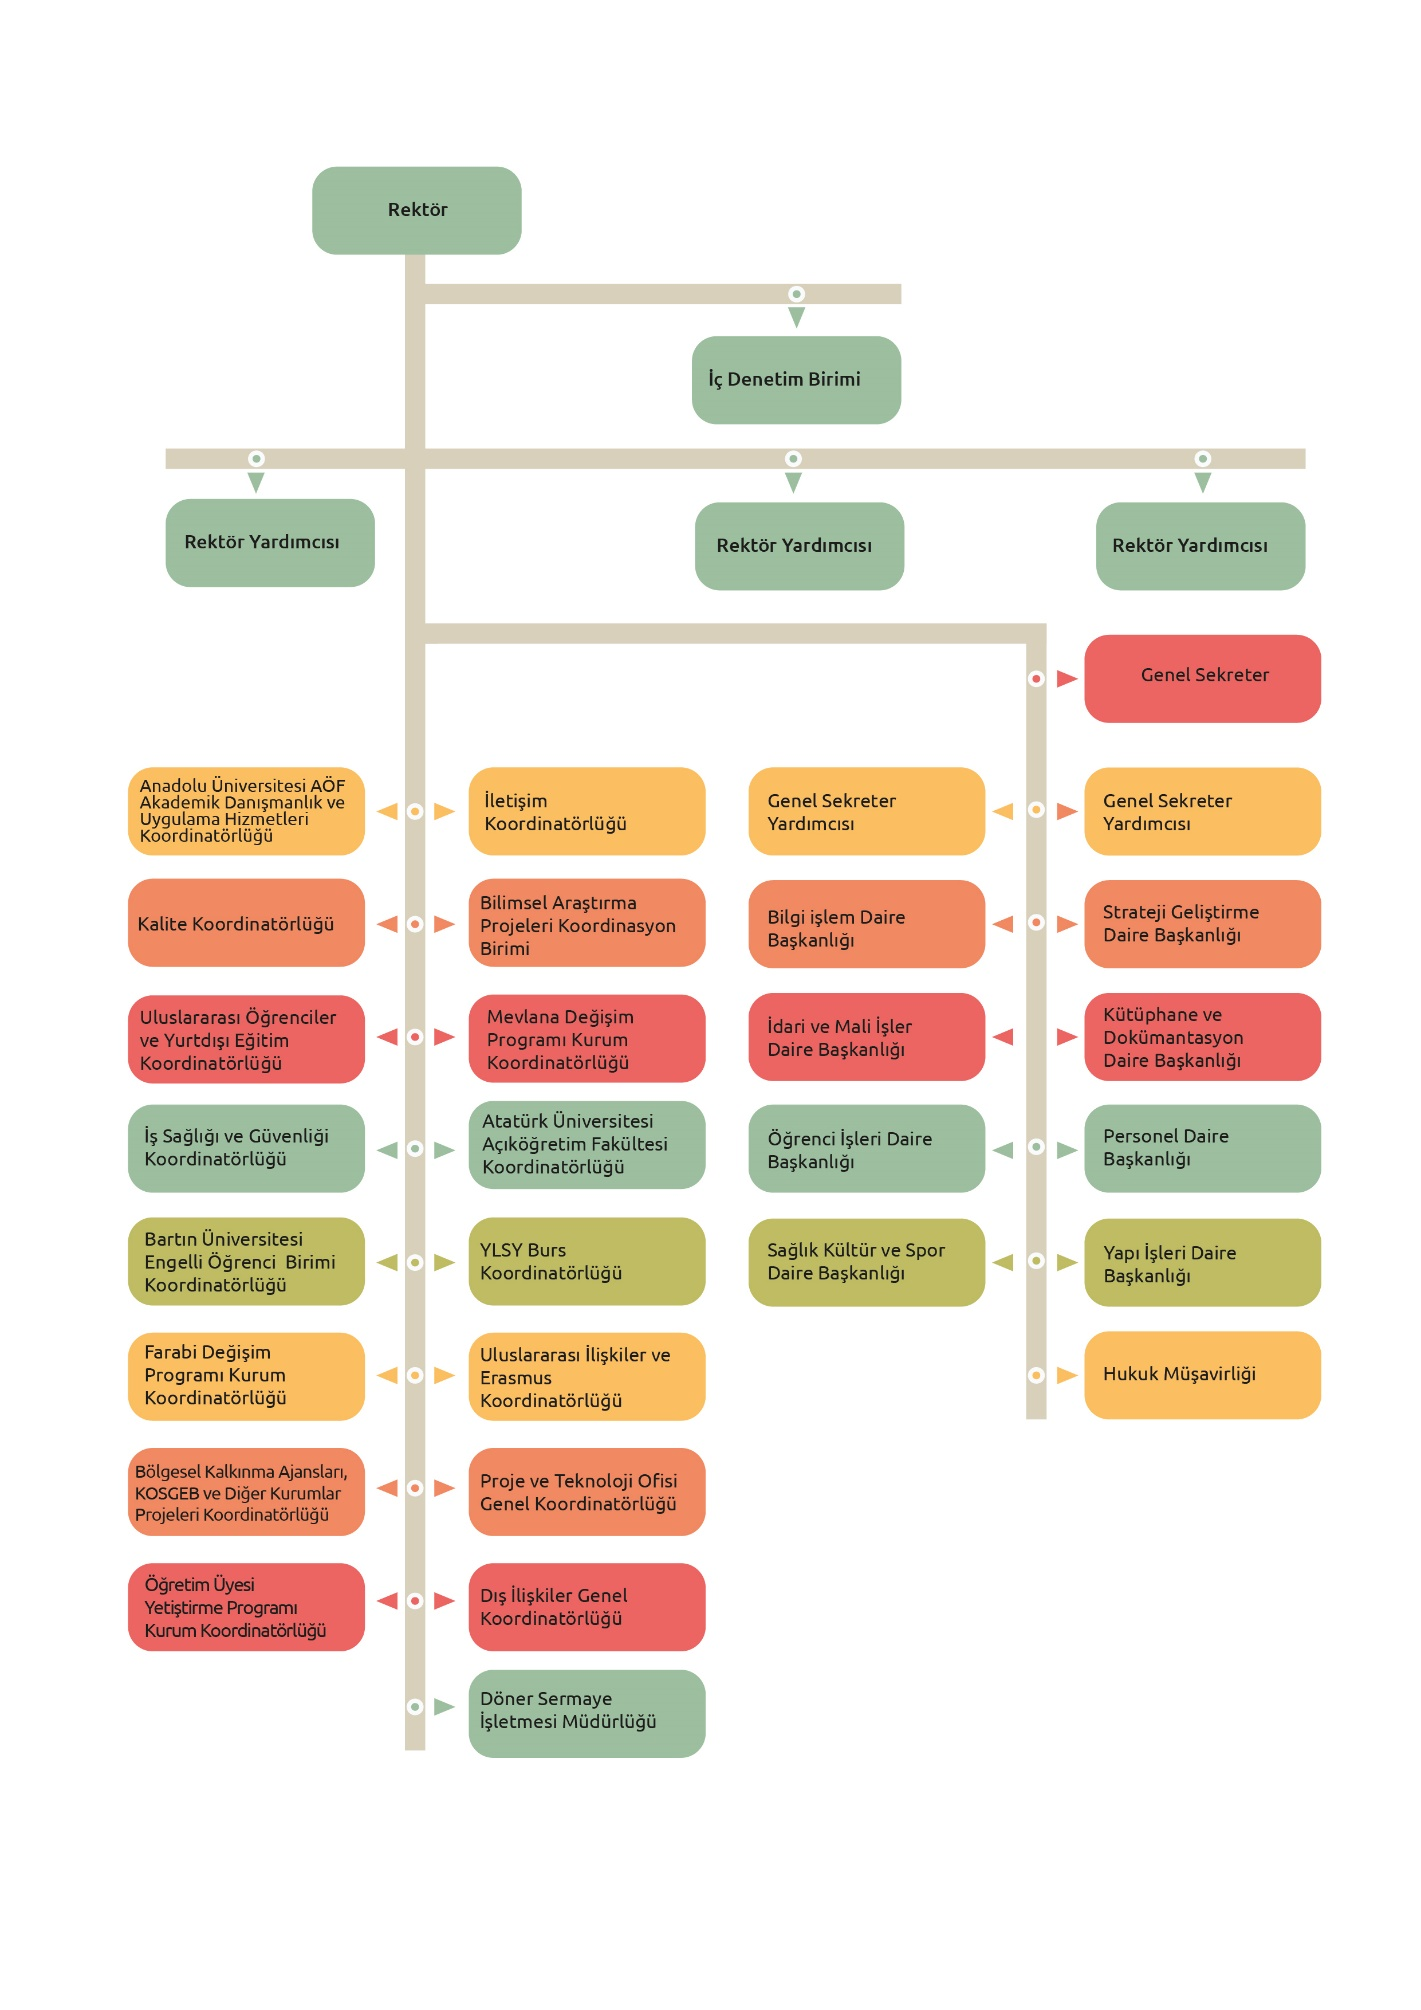 Rektör
İç Denetim Birimi
Rektör Yardımcısı
Rektör Yardımcısı
Rektör Yardımcısı
Genel Sekreter
Anadolu Üniversitesi AÖF
Akademik Danışmanlık ve
Uygulama Hizmetleri
Koordinatörlüğü
İletişim
Koordinatörlüğü
Genel Sekreter
Yardımcısı
Genel Sekreter
Yardımcısı
Kalite Koordinatörlüğü
Bilimsel Araştırma
Projeleri Koordinasyon
Birimi
Bilgi işlem Daire
Başkanlığı
Strateji Geliştirme
Daire Başkanlığı
Uluslararası Öğrenciler
ve Yurtdışı Eğitim
Koordinatörlüğü
Mevlana Değişim
Programı Kurum
Koordinatörlüğü
İdari ve Mali İşler
Daire Başkanlığı
Kütüphane ve
Dokümantasyon
Daire Başkanlığı
İş Sağlığı ve Güvenliği
Koordinatörlüğü
Atatürk Üniversitesi
Açıköğretim Fakültesi
Koordinatörlüğü
Öğrenci İşleri Daire
Başkanlığı
Personel Daire
Başkanlığı
Bartın Üniversitesi
Engelli Öğrenci  Birimi
Koordinatörlüğü
YLSY Burs
Koordinatörlüğü
Sağlık Kültür ve Spor
Daire Başkanlığı
Yapı İşleri Daire
Başkanlığı
Farabi Değişim
Programı Kurum
Koordinatörlüğü
Uluslararası İlişkiler ve
Erasmus
Koordinatörlüğü
Hukuk Müşavirliği
Bölgesel Kalkınma Ajansları,
KOSGEB ve Diğer Kurumlar
Projeleri Koordinatörlüğü
Proje ve Teknoloji Ofisi
Genel Koordinatörlüğü
Öğretim Üyesi
Yetiştirme Programı
Kurum Koordinatörlüğü
Dış İlişkiler Genel
Koordinatörlüğü
Döner Sermaye
İşletmesi Müdürlüğü